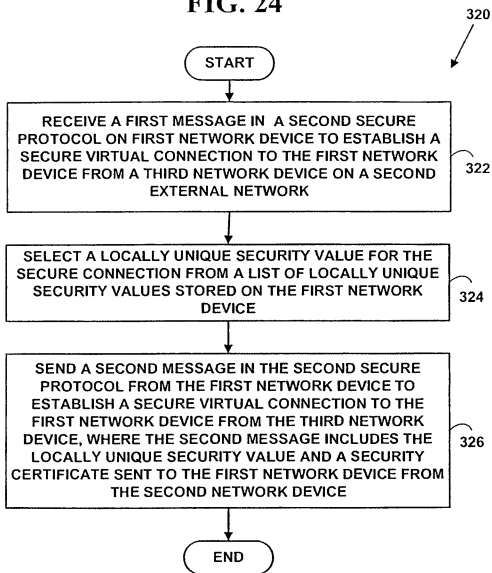 FIG. 24
320
START
RECEIVE A FIRST MESSAGE IN A SECOND SECURE
PROTOCOL ON FIRST NETWORK DEVICE TO ESTABLISH A
SECURE VIRTUAL CONNECTION TO THE FIRST NETWORK
DEVICE FROM A THIRD NETWORK DEVICE ON A SECOND
EXTERNAL NETWORK
322
SELECT A LOCALLY UNIQUE SECURITY VALUE FOR THE
SECURE CONNECTION FROM A LIST OF LOCALLY UNIQUE
SECURITY VALUES STORED ON THE FIRST NETWORK
DEVICE
324
SEND A SECOND MESSAGE IN THE SECOND SECURE
PROTOCOL FROM THE FIRST NETWORK DEVICE TO
ESTABLISH A SECURE VIRTUAL CONNECTION TO THE
FIRST NETWORK DEVICE FROM THE THIRD NETWORK
DEVICE, WHERE THE SECOND MESSAGE INCLUDES THE
LOCALLY UNIQUE SECURITY VALUE AND A SECURITY
CERTIFICATE SENT TO THE FIRST NETWORK DEVICE FROM
THE SECOND NETWORK DEVICE
326
END